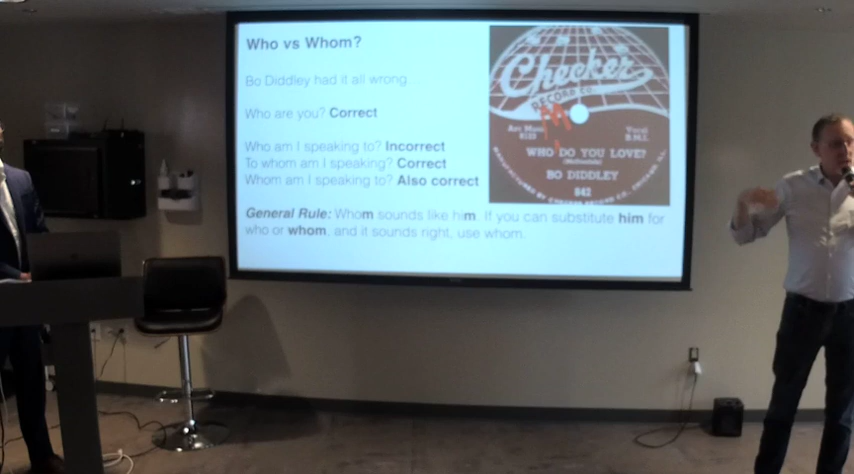 Who vs Whom?
Bo Diddley had it all wrong.
Who are you? Correct
Who am I speaking to? Incorrect
To whom am I speaking? Correct
Whom am I speaking to? Also correct
General Rule: Whom sounds like him. If you can substitute him for
who or whom, and it sounds right, use whom.
Checker
RECORD CO.
M
Vocal
B.M.I.
WHO DO YOU LOVE?
BO DIDDLEY
842